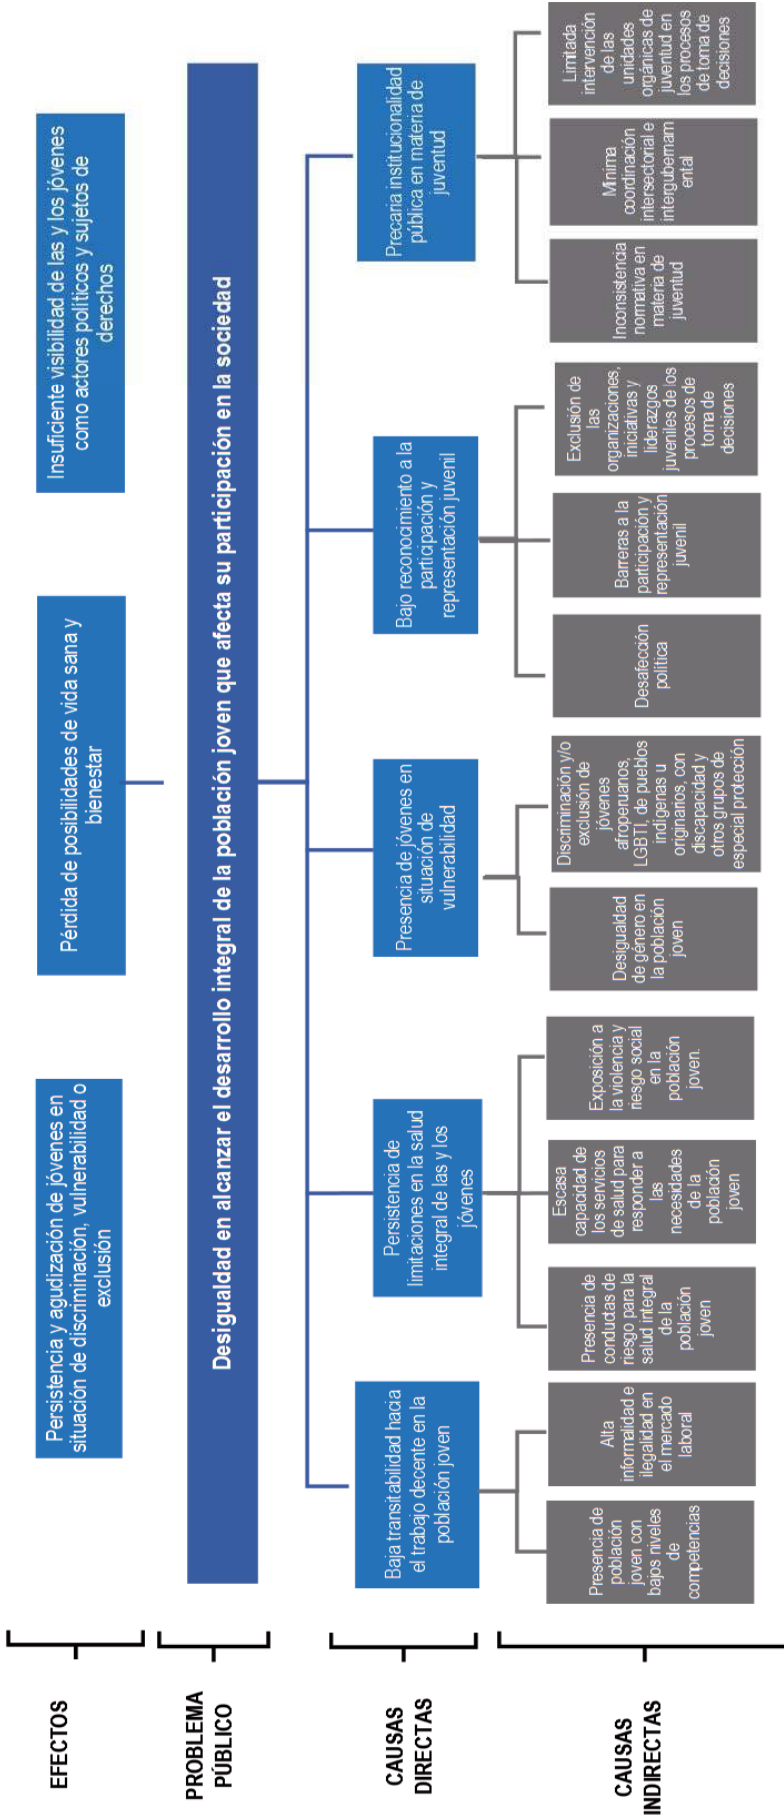 EFECTOS
Persistencia y agudización de jóvenes en
situación de discriminación, vulnerabilidad o
exclusión
Pérdida de posibilidades de vida sana y
bienestar
Insuficiente visibilidad de las y los jóvenes
como actores políticos y sujetos de
derechos
PROBLEMA
PÚBLICO
Desigualdad en alcanzar el desarrollo integral de la población joven que afecta su participación en la sociedad
CAUSAS
DIRECTAS
Baja transitabilidad hacia
el trabajo decente en la
población joven
Persistencia de
limitaciones en la salud
integral de las y los
jóvenes
Presencia de jóvenes en
situación de
vulnerabilidad
Bajo reconocimiento a la
participación y
representación juvenil
Precaria institucionalidad
pública en materia de
juventud
CAUSAS
INDIRECTAS
Presencia de
población
joven con
bajos niveles
de
competencias
Alta
informalidad e
ilegalidad en
el mercado
laboral
Presencia de
conductas de
riesgo para la
salud integral
de la
población
joven
Escasa
capacidad de
los servicios
de salud para
responder a
las
necesidades
de la
población
joven
Exposición a
la violencia y
riesgo social
en la
población
joven.
Desigualdad
de género en
la población
joven
Discriminación y/o
exclusión de
jóvenes
afroperuanos,
LGBTI, de pueblos
indígenas u
originarios, con
discapacidad y
otros grupos de
especial protección
Desafección
política
Barreras a la
participación y
representación
juvenil
Exclusión de
las
organizaciones,
iniciativas y
liderazgos
juveniles de los
procesos de
toma de
decisiones
Inconsistencia
normativa en
materia de
juventud
Mínima
coordinación
intersectorial e
intergubernam
ental
Limitada
intervención
de las
unidades
orgánicas de
juventud en
los procesos
de toma de
decisiones